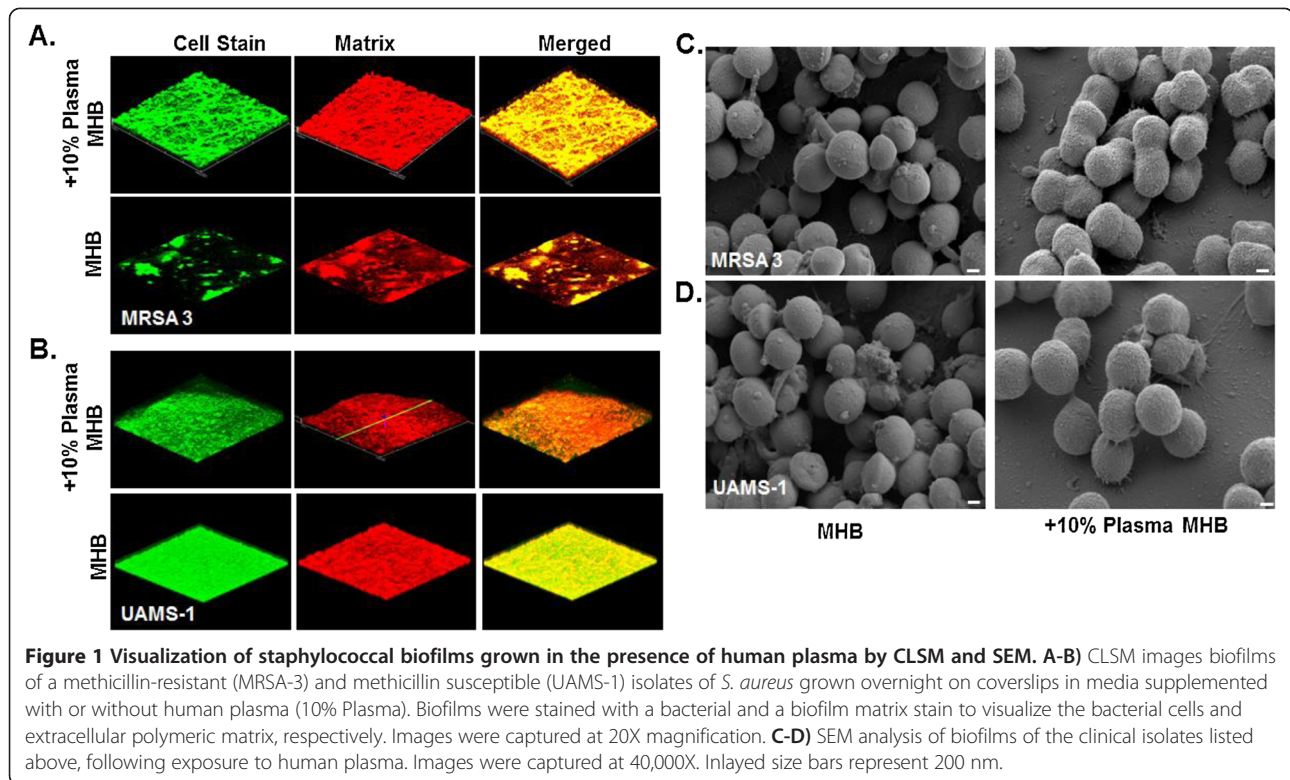 A.
Cell Stain Matrix Merged
+10% Plasma
MHB
MHB
MRSA 3
B.
+10% Plasma
MHB
MHB
UAMS-1
C.
MRSA 3
D.
UAMS-1
MHB +10% Plasma MHB
Figure 1 Visualization of staphylococcal biofilms grown in the presence of human plasma by CLSM and SEM. A-B) CLSM images biofilms
of a methicillin-resistant (MRSA-3) and methicillin susceptible (UAMS-1) isolates of S. aureus grown overnight on coverslips in media supplemented
with or without human plasma (10% Plasma). Biofilms were stained with a bacterial and a biofilm matrix stain to visualize the bacterial cells and
extracellular polymeric matrix, respectively. Images were captured at 20X magnification. C-D) SEM analysis of biofilms of the clinical isolates listed
above, following exposure to human plasma. Images were captured at 40,000X. Inlayed size bars represent 200 nm.